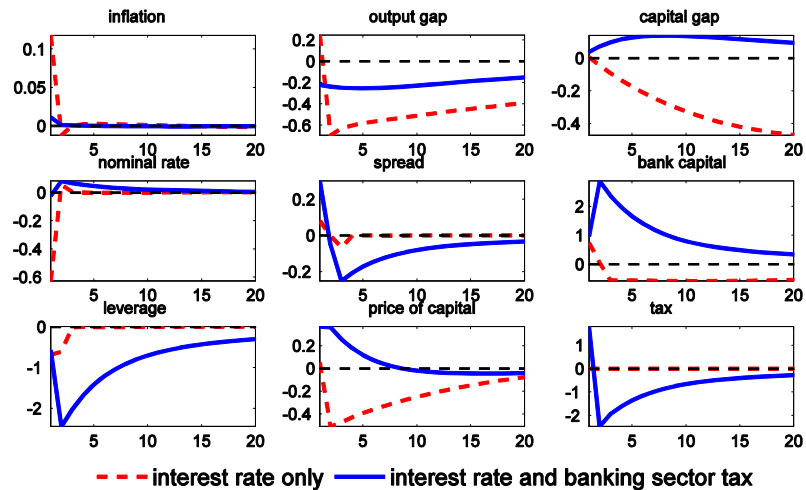 inflation output gap capital gap
0.1 0.05 0
0.2 0 -0.2 -0.4 -0.6
0 -0.2 -0.4
5 10 15 20 5 10 15 20 5 10 15 20
nominal rate spread bank capital
0 -0.2 -0.4 -0.6
0.2 0 -0.2
2 1 0
5 10 15 20 5 10 15 20 5 10 15 20
leverage price of capital tax
0 -1 -2
0.2 0 -0.2 -0.4
1 0 -1 -2
5 10 15 20 5 10 15 20 5 10 15 20
interest rate only interest rate and banking sector tax